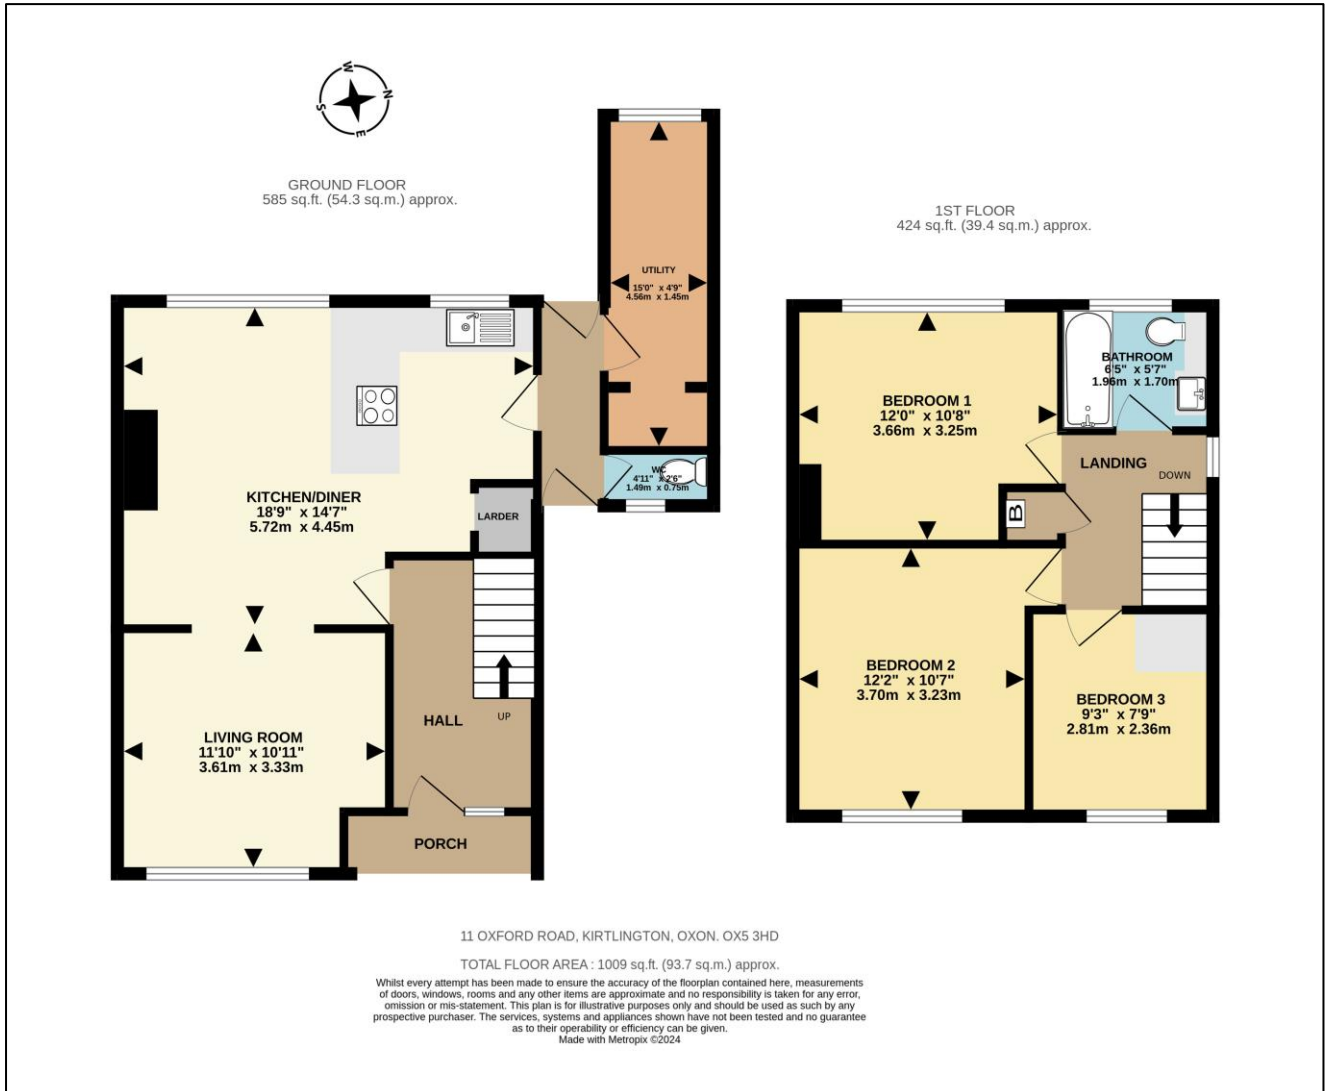 W
N
S
E
GROUND FLOOR
585 sq.ft. (54.3 sq.m.) approx.
1ST FLOOR
424 sq.ft. (39.4 sq.m.) approx.
UTILITY
15'0" x 4'9"
4.56m x 1.45m
WC
4'11" x 2'6"
1.49m x 0.75m
KITCHEN/DINER
18'9" x 14'7"
5.72m x 4.45m
LARDER
LIVING ROOM
11'10" x 10'11"
3.61m x 3.33m
HALL
UP
PORCH
BEDROOM 1
12'0" x 10'8"
3.66m x 3.25m
BATHROOM
6'5" x 5'7"
1.96m x 1.70m
LANDING
DOWN
B
BEDROOM 2
12'2" x 10'7"
3.70m x 3.23m
BEDROOM 3
9'3" x 7'9"
2.81m x 2.36m
11 OXFORD ROAD, KIRTLINGTON, OXON. OX5 3HD
TOTAL FLOOR AREA : 1009 sq.ft. (93.7 sq.m.) approx.
Whilst every attempt has been made to ensure the accuracy of the floorplan contained here, measurements
of doors, windows, rooms and any other items are approximate and no responsibility is taken for any error,
omission or mis-statement. This plan is for illustrative purposes only and should be used as such by any
prospective purchaser. The services, systems and appliances shown have not been tested and no guarantee
as to their operability or efficiency can be given.
Made with Metropix ©2024